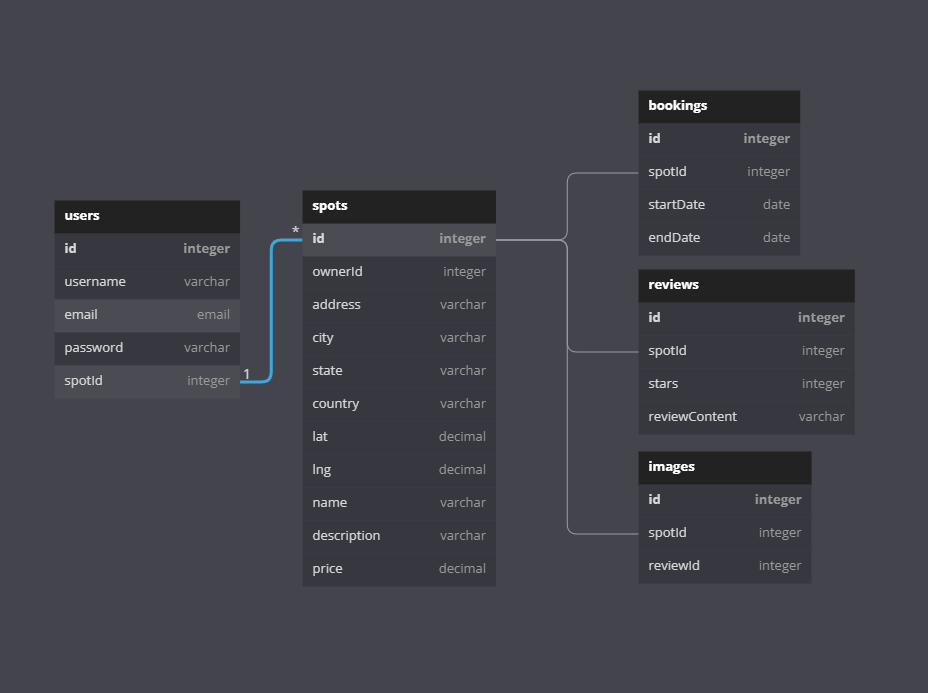 users
id integer
username varchar
email email
password varchar
spotId integer
1
*
spots
id integer
ownerId integer
address varchar
city varchar
state varchar
country varchar
lat decimal
lng decimal
name varchar
description varchar
price decimal
bookings
id integer
spotId integer
startDate date
endDate date
reviews
id integer
spotId integer
stars integer
reviewContent varchar
images
id integer
spotId integer
reviewId integer